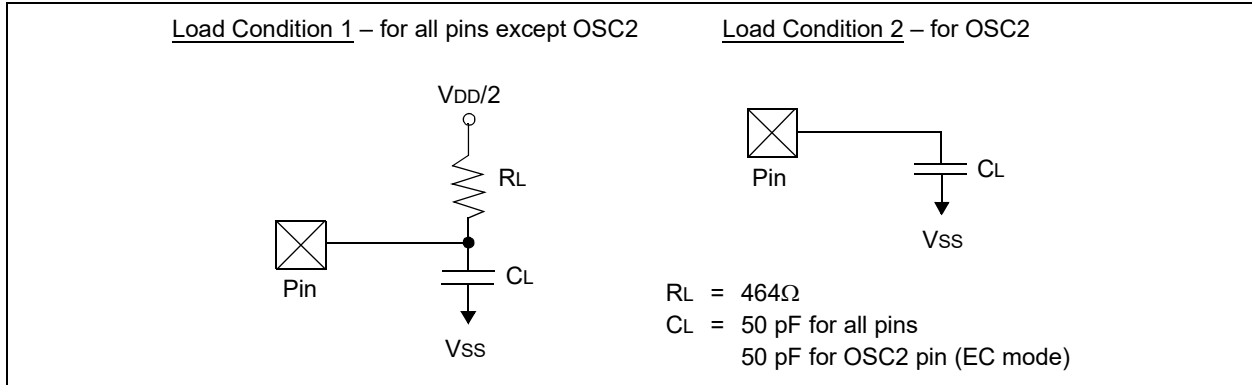 Load Condition 1 – for all pins except OSC2
VDD/2
RL
Pin
CL
VSS
Load Condition 2 – for OSC2
Pin
CL
VSS
RL = 464Ω
CL = 50 pF for all pins
50 pF for OSC2 pin (EC mode)